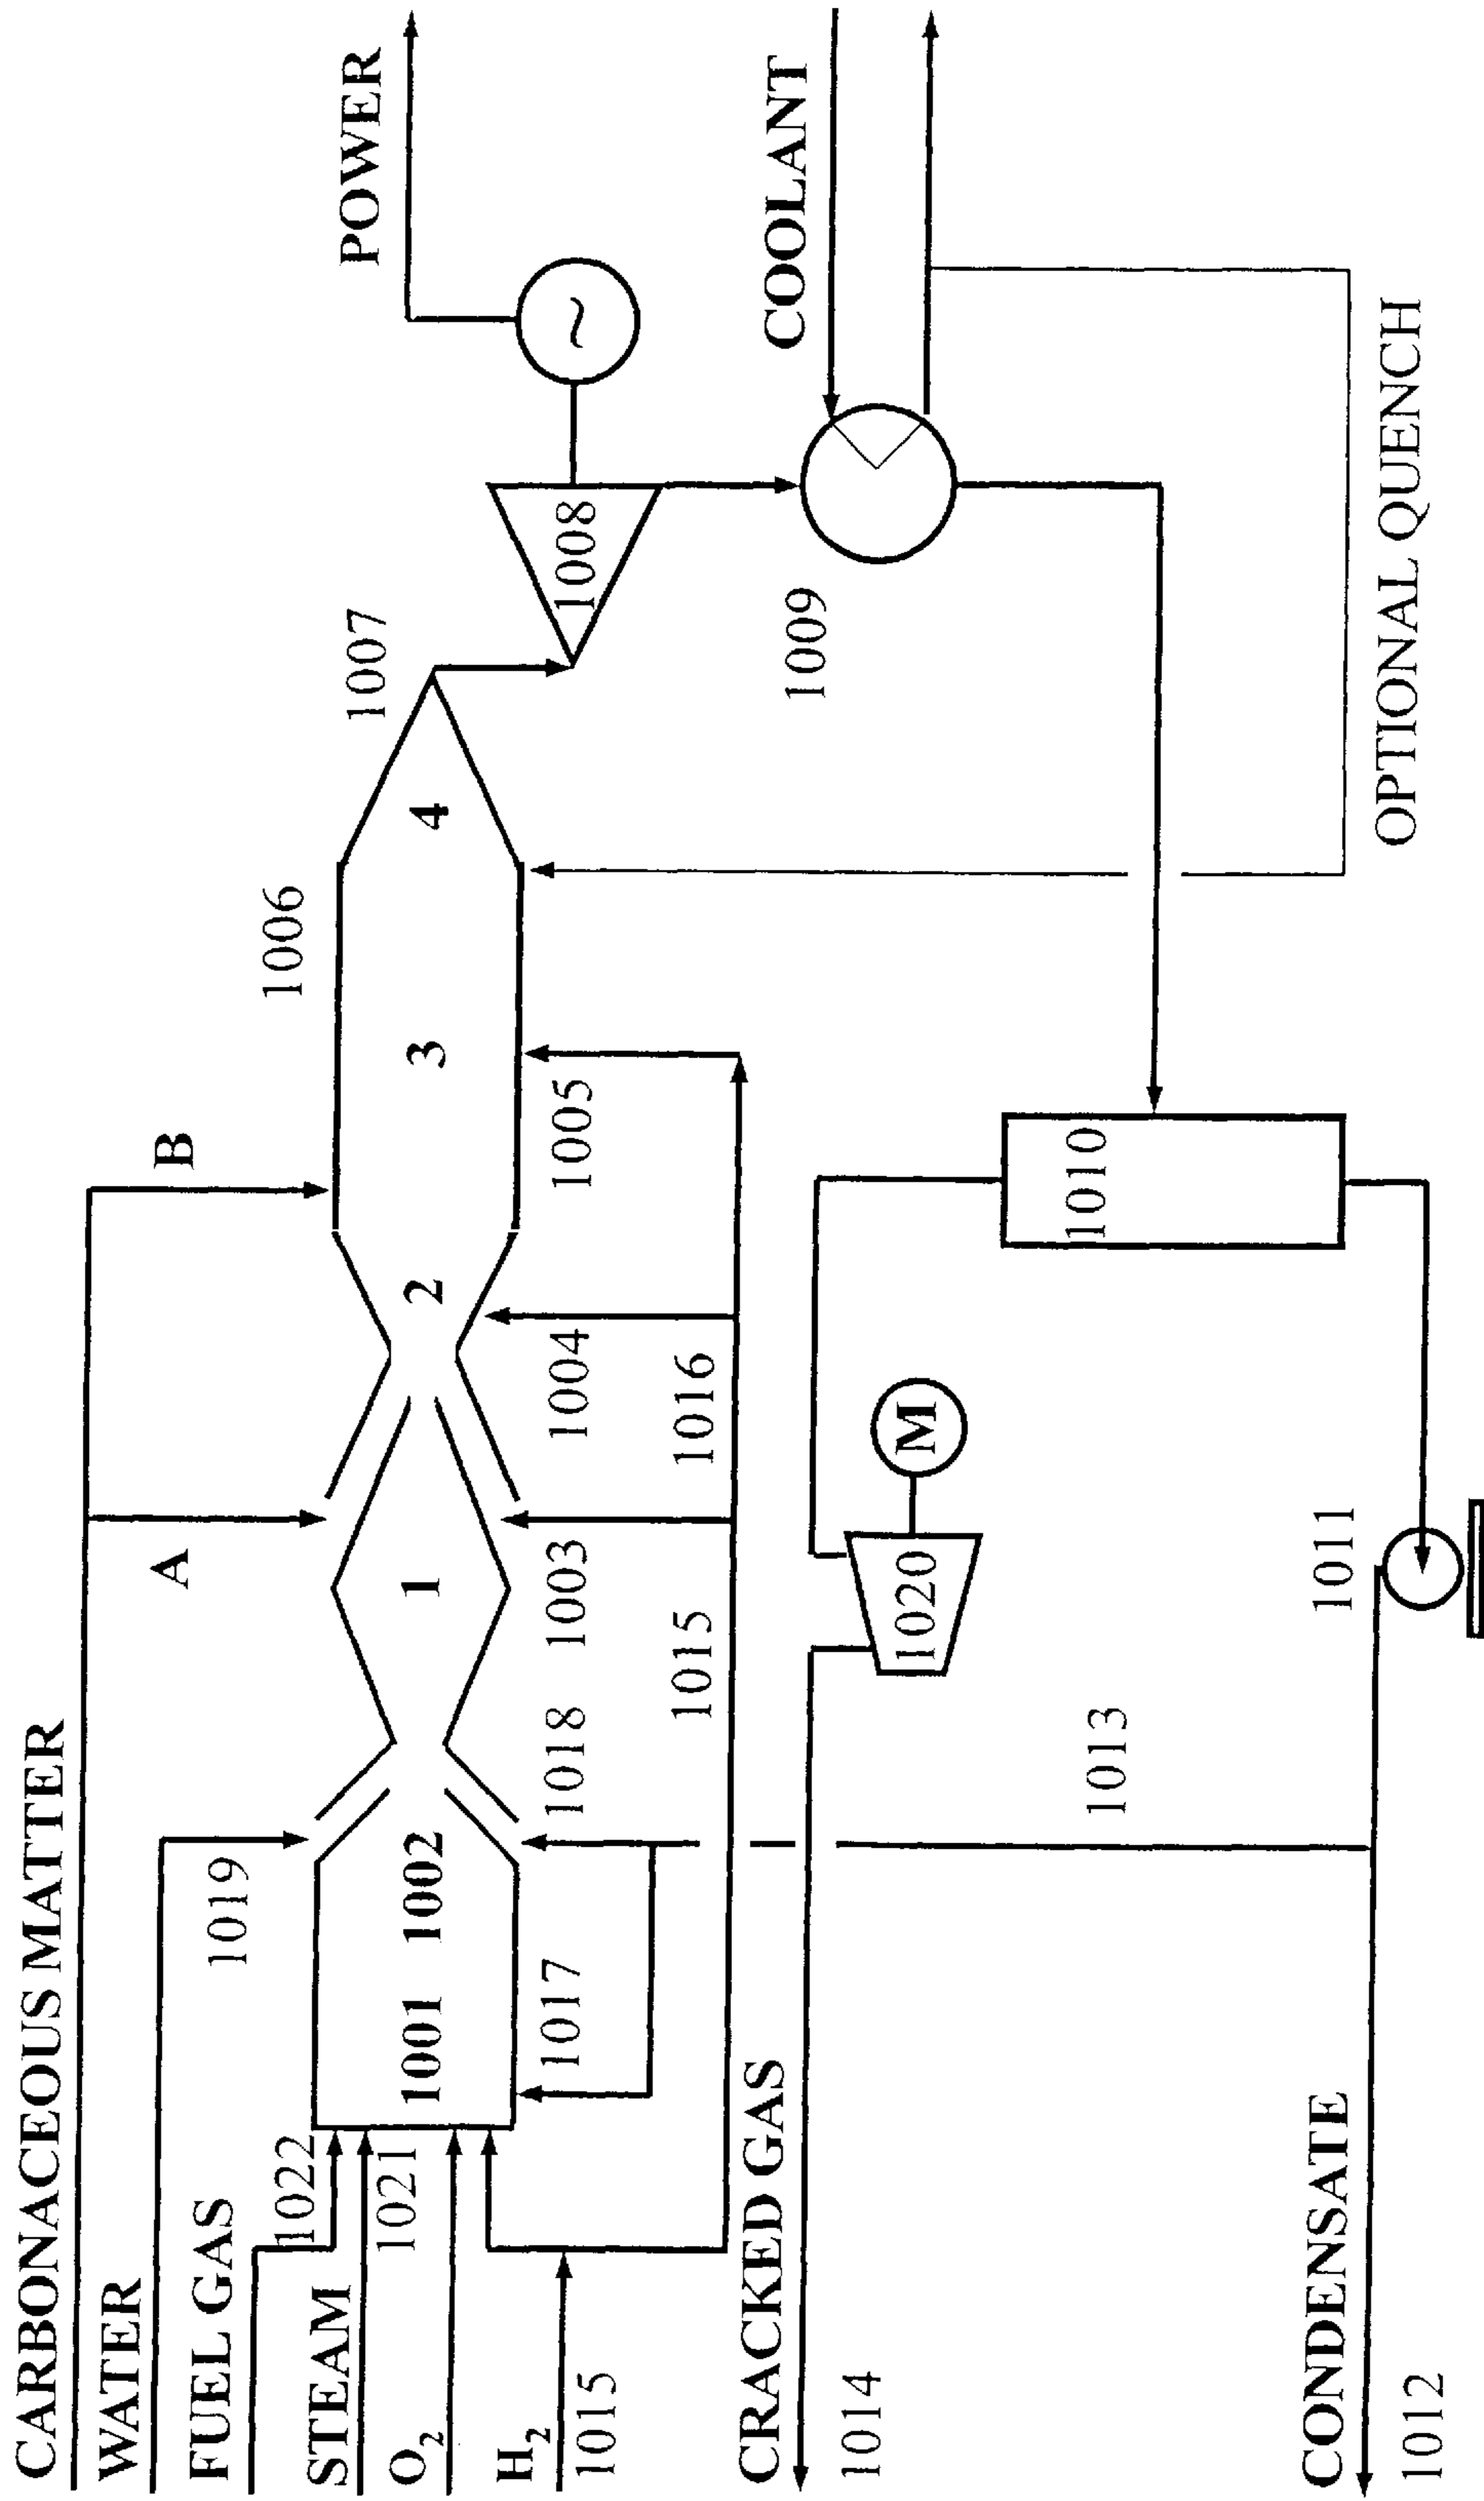 CARBONACEOUS MATTER
WATER
FUEL GAS
STEAM
O₂
H₂
1015
1022
1021
1019
A
B
1001 1002
1
2
3
4
1017
1018
1003
1004
1005
1006
1007
1015
1016
POWER
~
1008
COOLANT
1009
OPTIONAL QUENCH
1010
M
1020
1011
1013
CRACKED GAS
1014
CONDENSATE
1012